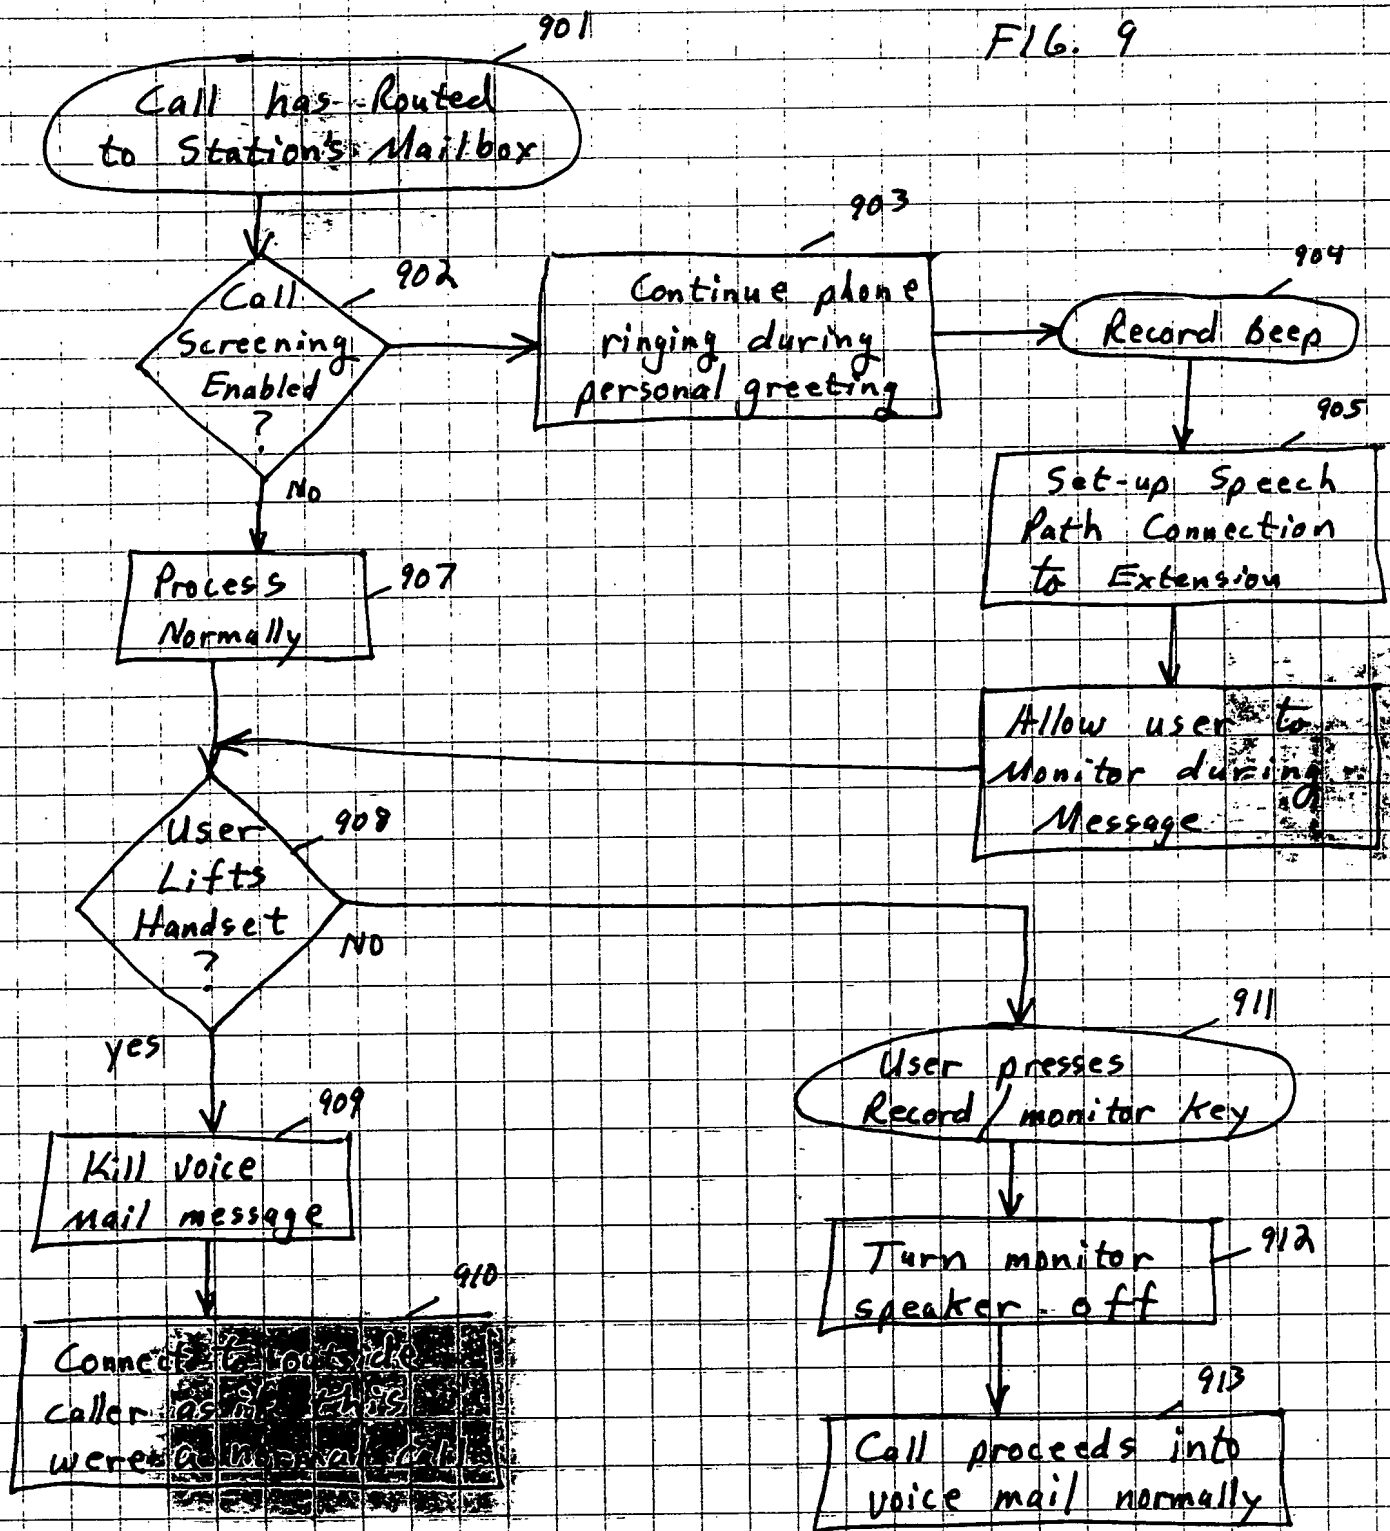 FIG. 9
901
Call has Routed
to Station's Mailbox
902
Call
Screening
Enabled
?
No
903
Continue phone
ringing during
personal greeting
904
Record Beep
905
Set-up Speech
Path Connection
to Extension
Allow user to
Monitor during
Message
907
Process
Normally
908
User
Lifts
Handset
?
NO
yes
909
Kill voice
mail message
910
Connect to outside
caller as if this
were a normal call
911
User presses
Record / monitor key
912
Turn monitor
speaker off
913
Call proceeds into
voice mail normally